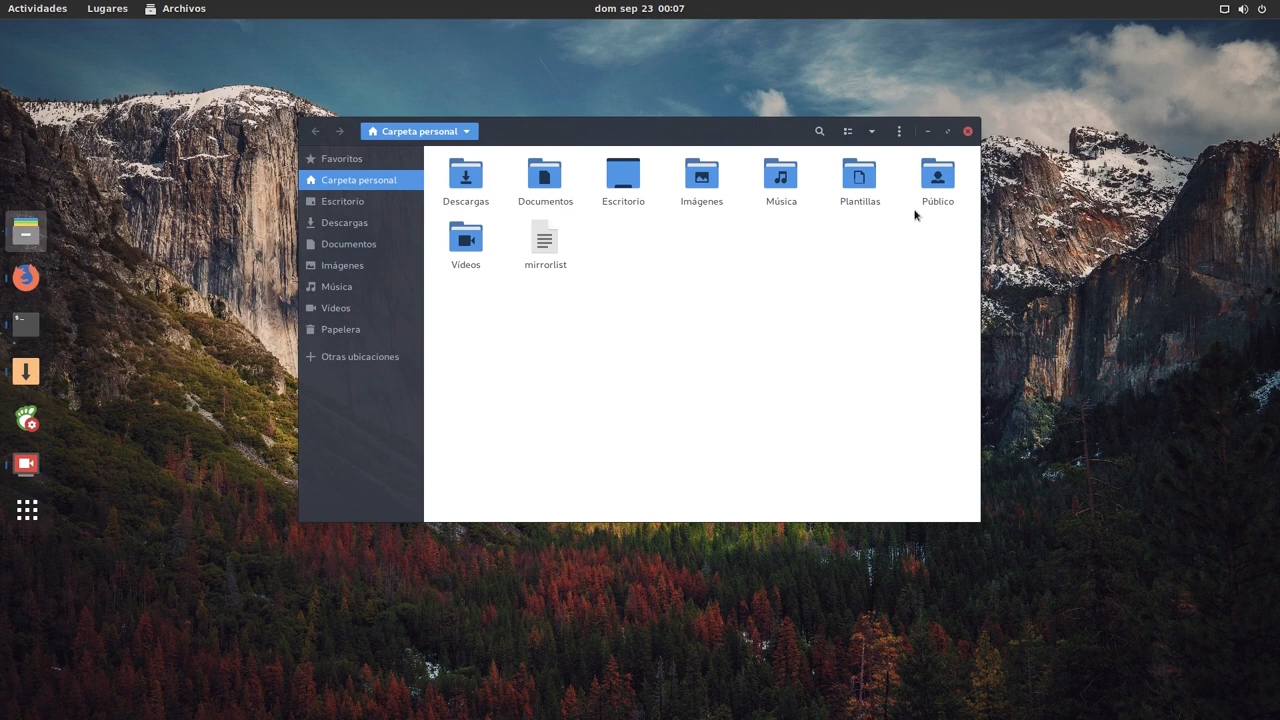 Actividades Lugares Archivos dom sep 23 00:07
Carpeta personal
Favoritos
Carpeta personal
Escritorio
Descargas
Documentos
Imágenes
Música
Vídeos
Papelera
Otras ubicaciones
Descargas Documentos Escritorio Imágenes Música Plantillas Público
Vídeos mirrorlist